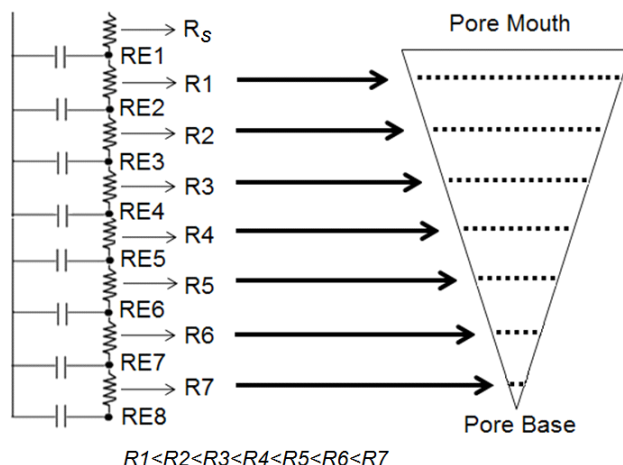 Pore Mouth
Rs
RE1
R1
RE2
R2
RE3
R3
RE4
R4
RE5
R5
RE6
R6
RE7
R7
RE8
Pore Base
R1<R2<R3<R4<R5<R6<R7